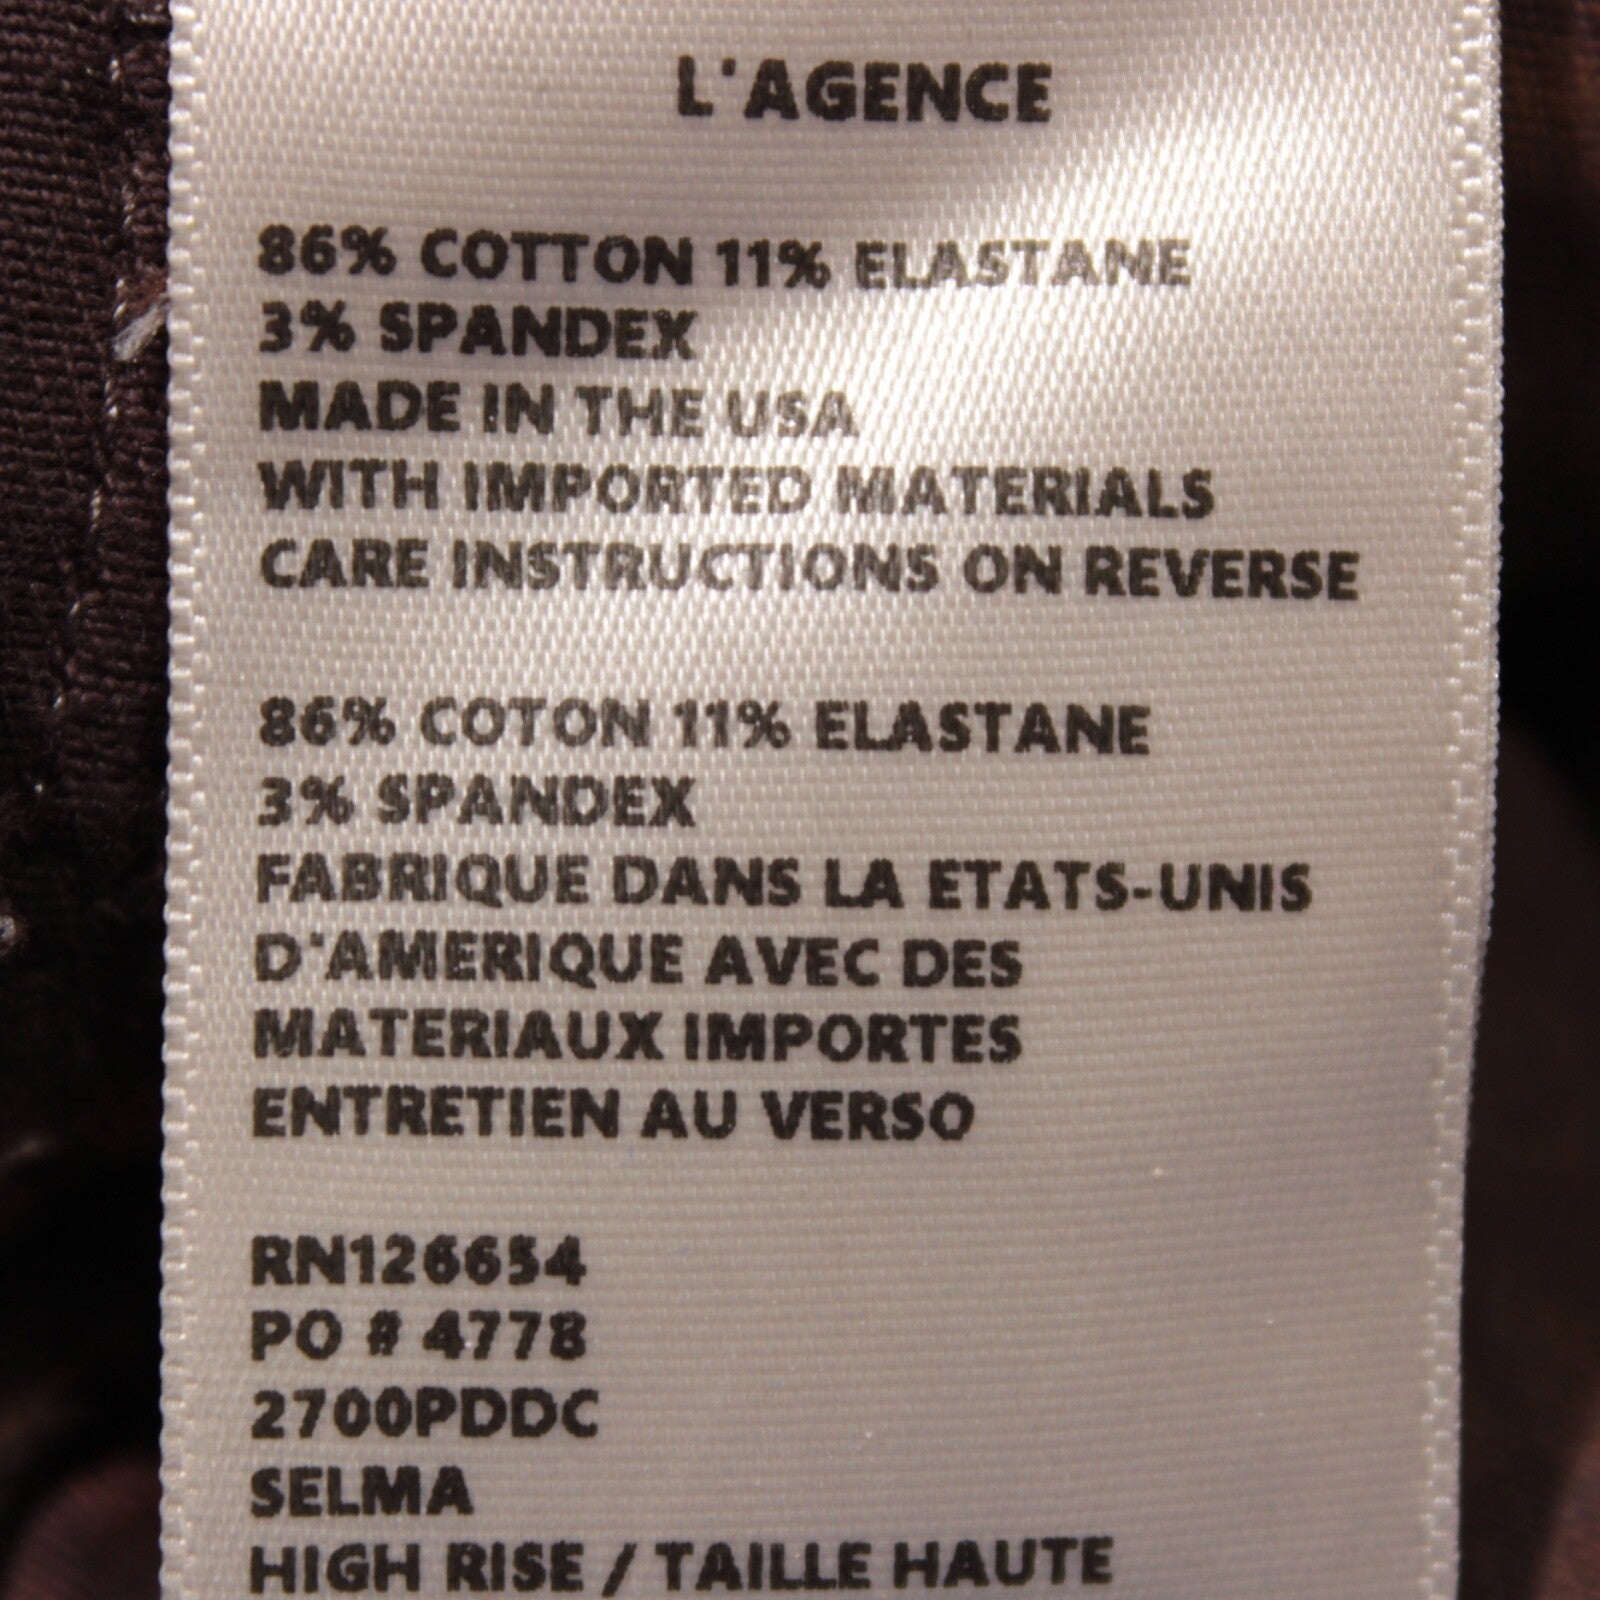 L'AGENCE
86% COTTON 11% ELASTANE
3% SPANDEX
MADE IN THE USA
WITH IMPORTED MATERIALS
CARE INSTRUCTIONS ON REVERSE
86% COTON 11% ELASTANE
3% SPANDEX
FABRIQUE DANS LA ETATS-UNIS
D'AMERIQUE AVEC DES
MATERIAUX IMPORTES
ENTRETIEN AU VERSO
RN126654
PO # 4778
2700PDDC
SELMA
HIGH RISE / TAILLE HAUTE